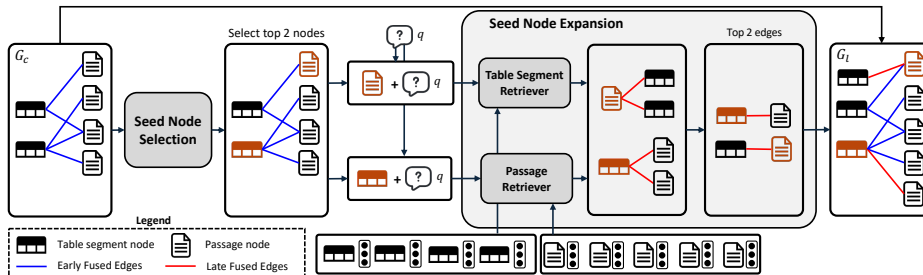 Seed Node Expansion
Select top 2 nodes
q
Top 2 edges
G_c
G_l
+ ? q
Table Segment
Retriever
Seed Node
Selection
+ ? q
Passage
Retriever
Legend
Table segment node
Passage node
Early Fused Edges
Late Fused Edges